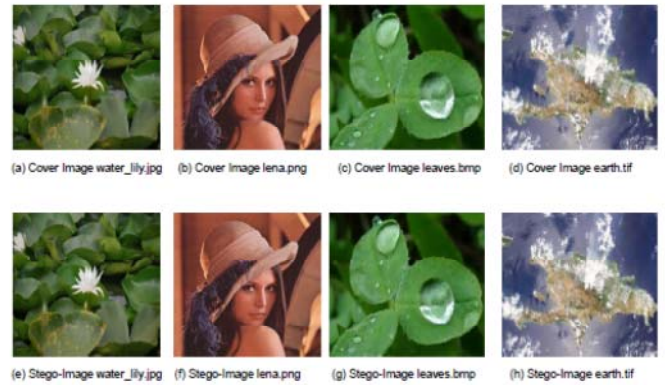 (a) Cover Image water_lily.jpg (b) Cover Image lena.png (c) Cover Image leaves.bmp (d) Cover Image earth.tif
(e) Stego-Image water_lily.jpg (f) Stego-Image lena.png (g) Stego-Image leaves.bmp (h) Stego-Image earth.tif